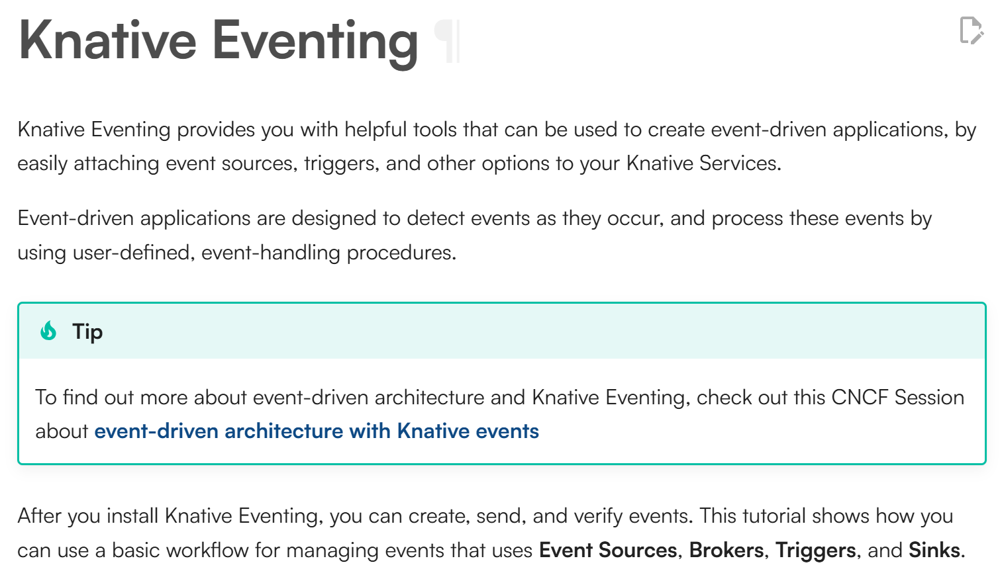 Knative Eventing ¶
Knative Eventing provides you with helpful tools that can be used to create event-driven applications, by
easily attaching event sources, triggers, and other options to your Knative Services.
Event-driven applications are designed to detect events as they occur, and process these events by
using user-defined, event-handling procedures.
Tip
To find out more about event-driven architecture and Knative Eventing, check out this CNCF Session
about event-driven architecture with Knative events
After you install Knative Eventing, you can create, send, and verify events. This tutorial shows how you
can use a basic workflow for managing events that uses Event Sources, Brokers, Triggers, and Sinks.